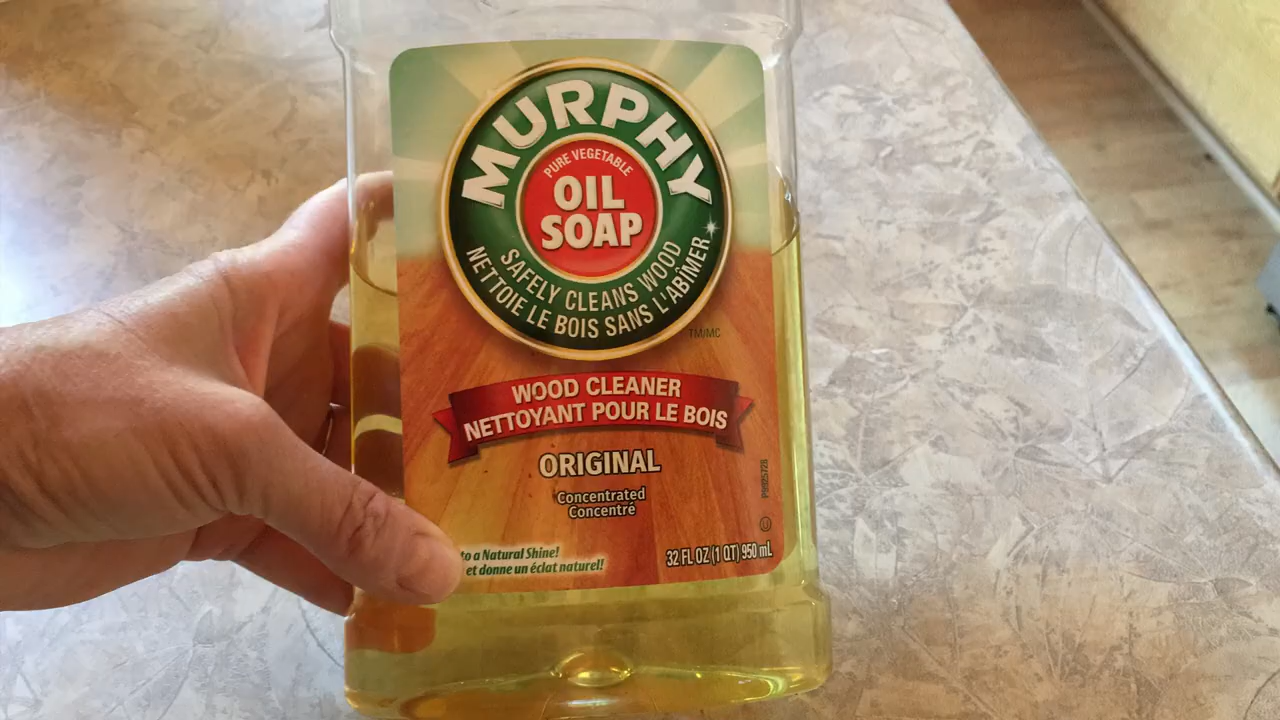 MURPHY
PURE VEGETABLE
OIL
SOAP
SAFELY CLEANS WOOD
NETTOIE LE BOIS SANS L'ABÎMER
TM/MC
WOOD CLEANER
NETTOYANT POUR LE BOIS
ORIGINAL
Concentrated
Concentré
to a Natural Shine!
et donne un éclat naturel!
32 FL OZ (1 QT) 950 mL